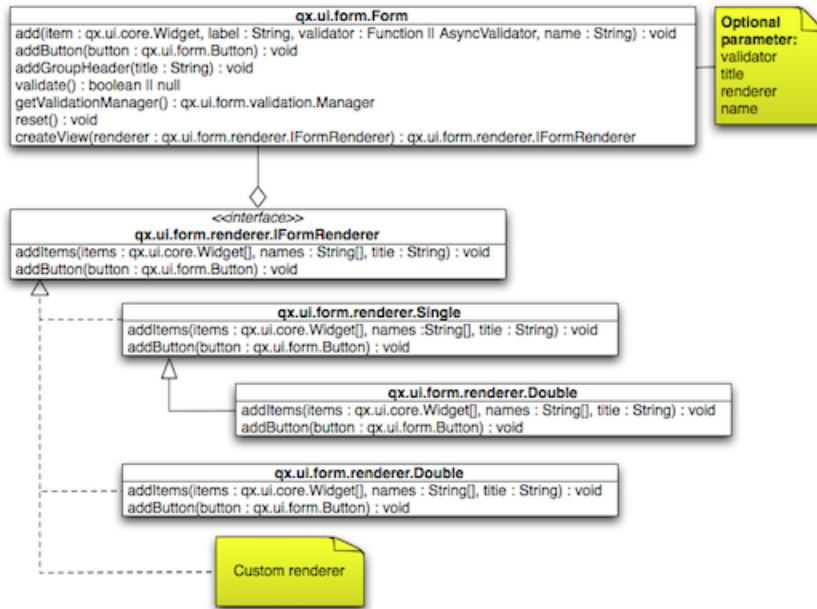 qx.ui.form.Form
add(item : qx.ui.core.Widget, label : String, validator : Function || AsyncValidator, name : String) : void
addButton(button : qx.ui.form.Button) : void
addGroupHeader(title : String) : void
validate() : boolean || null
getValidationManager() : qx.ui.form.validation.Manager
reset() : void
createView(renderer : qx.ui.form.renderer.IFormRenderer) : qx.ui.form.renderer.IFormRenderer
Optional
parameter:
validator
title
renderer
name
<<interface>>
qx.ui.form.renderer.IFormRenderer
addItems(items : qx.ui.core.Widget[], names : String[], title : String) : void
addButton(button : qx.ui.form.Button) : void
qx.ui.form.renderer.Single
addItems(items : qx.ui.core.Widget[], names :String[], title : String) : void
addButton(button : qx.ui.form.Button) : void
qx.ui.form.renderer.Double
addItems(items : qx.ui.core.Widget[], names : String[], title : String) : void
addButton(button : qx.ui.form.Button) : void
qx.ui.form.renderer.Double
addItems(items : qx.ui.core.Widget[], names : String[], title : String) : void
addButton(button : qx.ui.form.Button) : void
Custom renderer